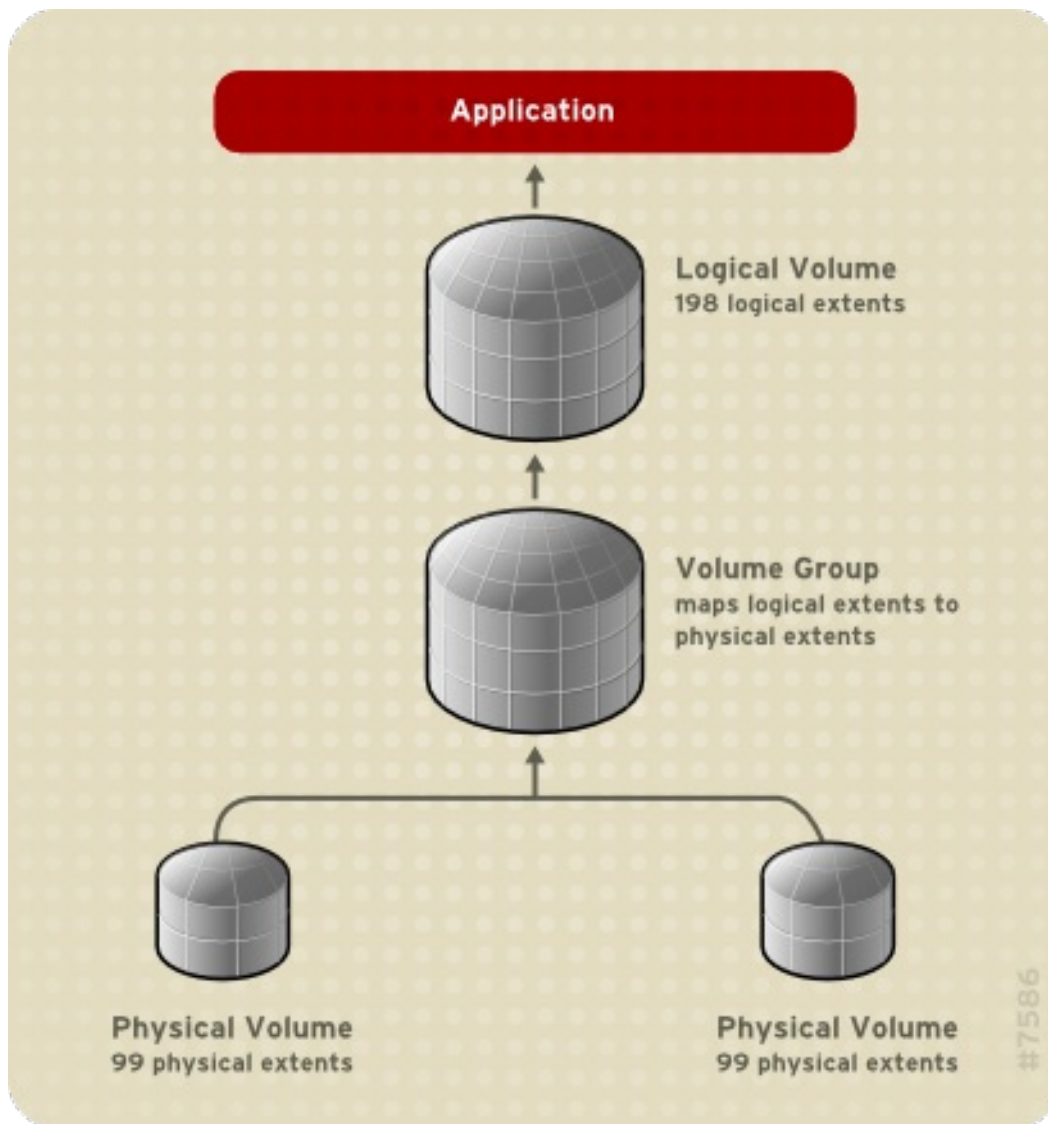 Application
Logical Volume
198 logical extents
Volume Group
maps logical extents to
physical extents
Physical Volume
99 physical extents
Physical Volume
99 physical extents
#7586